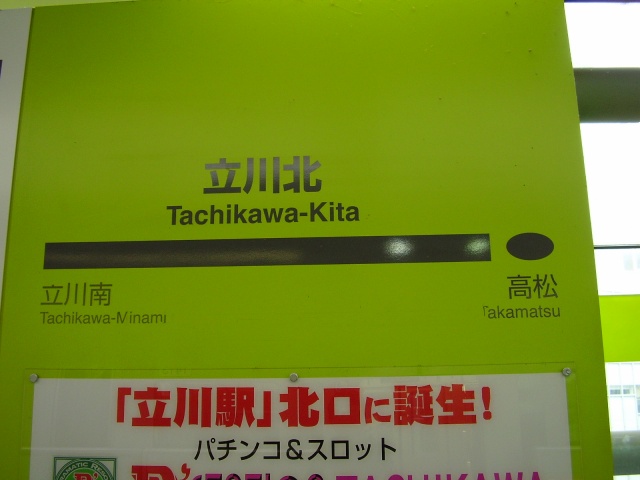 立川北
Tachikawa-Kita
立川南
Tachikawa-Minami
高松
Takamatsu
「立川駅」北口に誕生!
パチンコ&スロット
TACHIKAWA